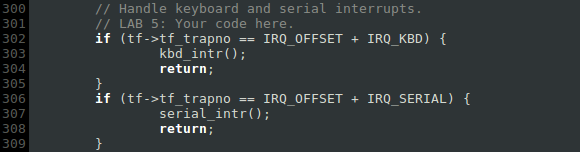 300         // Handle keyboard and serial interrupts.
301         // LAB 5: Your code here.
302         if (tf->tf_trapno == IRQ_OFFSET + IRQ_KBD) {
303                 kbd_intr();
304                 return;
305         }
306         if (tf->tf_trapno == IRQ_OFFSET + IRQ_SERIAL) {
307                 serial_intr();
308                 return;
309         }